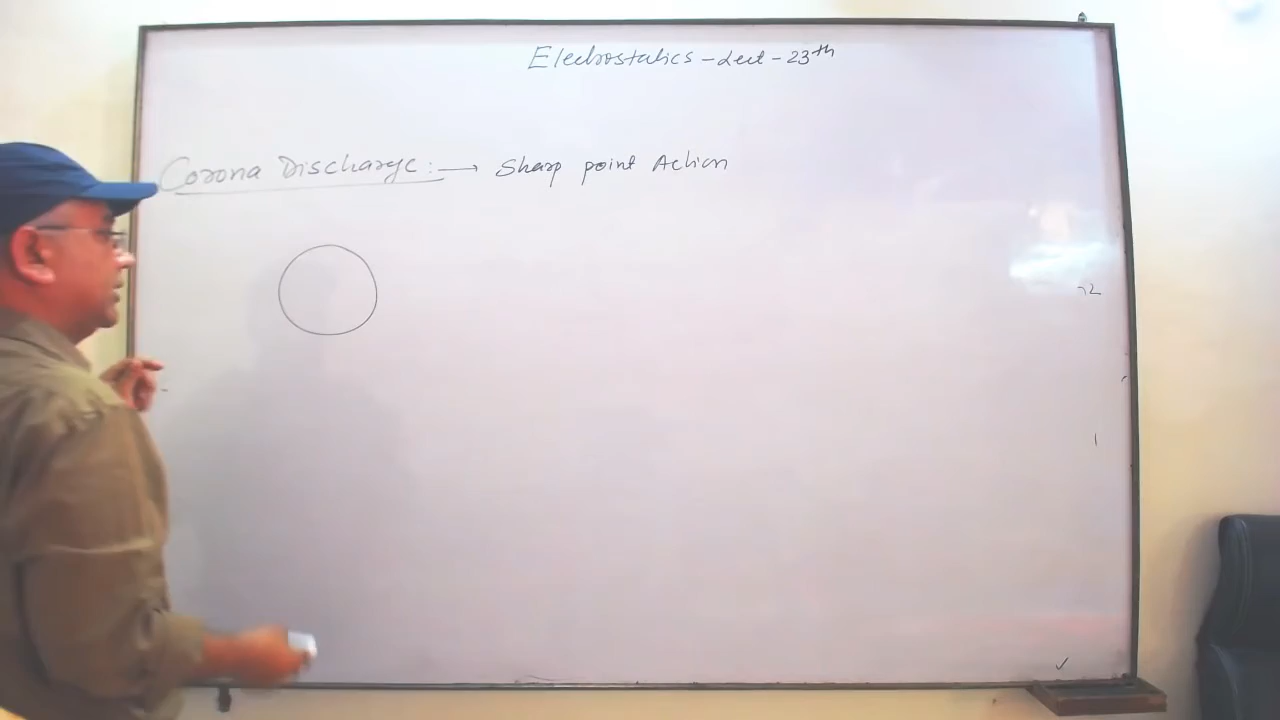 Electrostatics - Lect - 23th
Corona Discharge :⟶ Sharp point Action